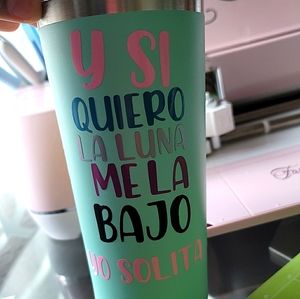 Y SI
QUIERO
LA LUNA
ME LA
BAJO
YO SOLITA